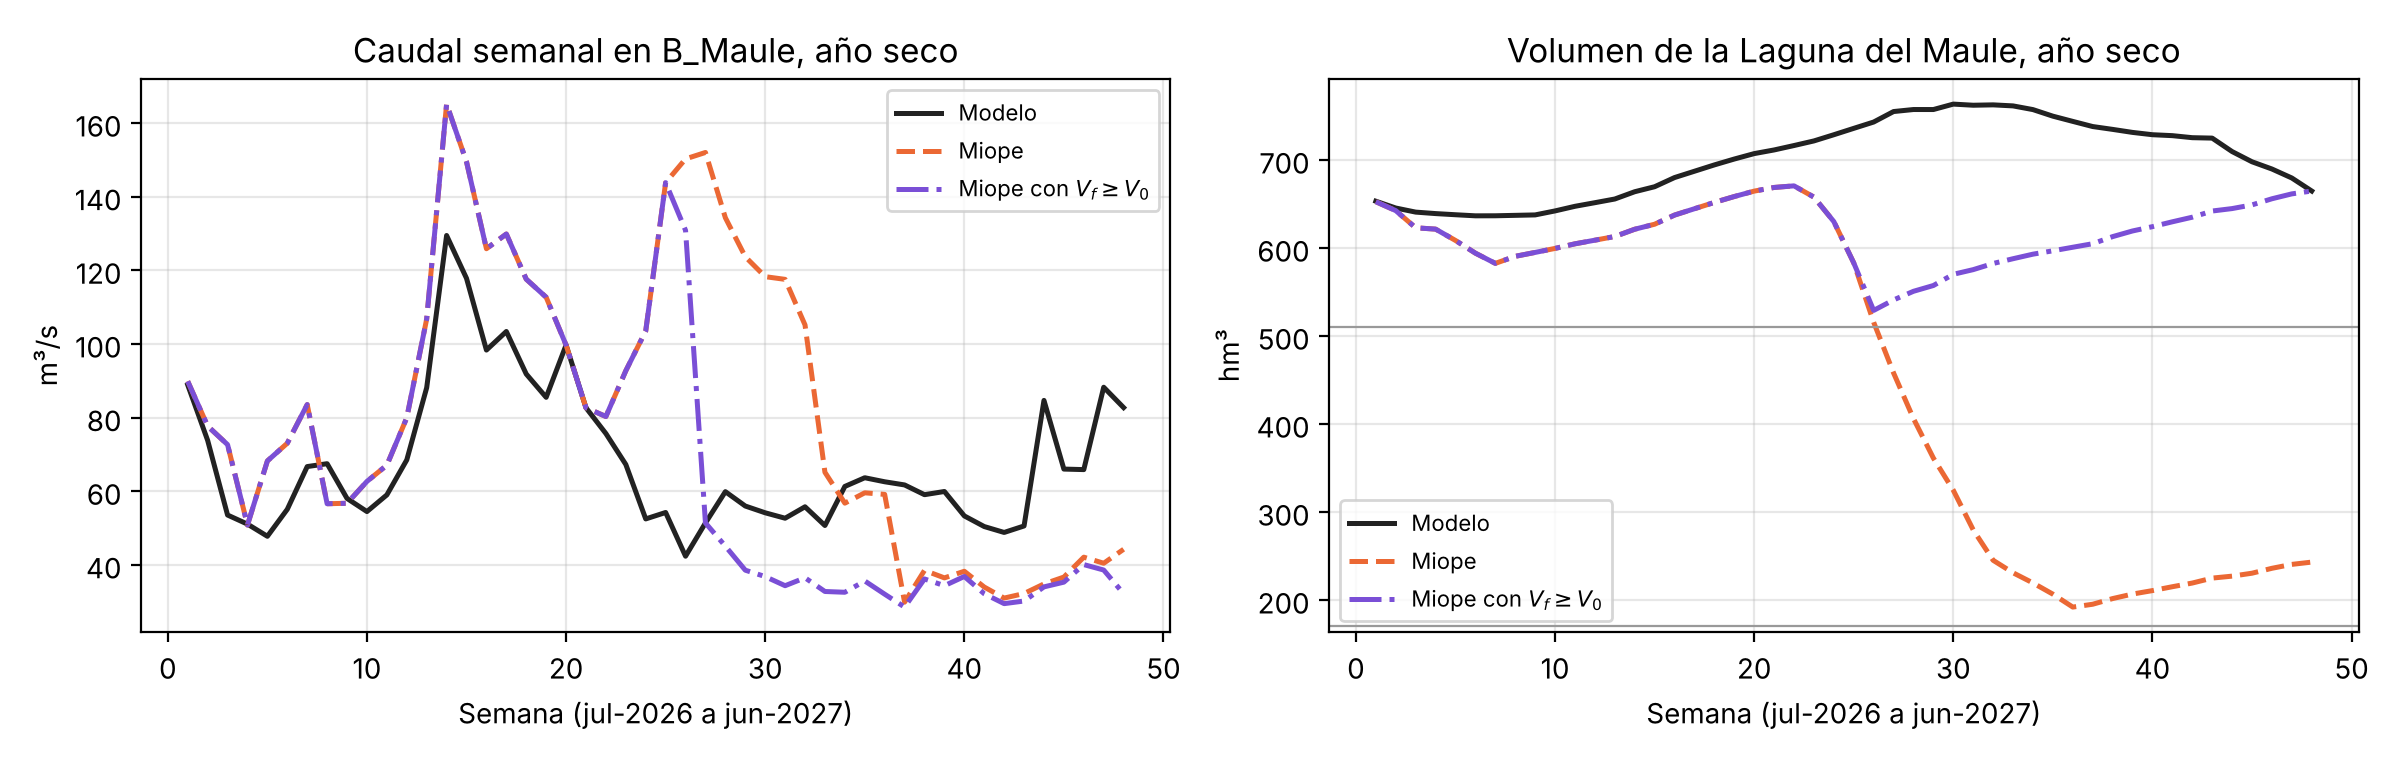 Caudal semanal en B_Maule, año seco
m³/s
160
140
120
100
80
60
40
Modelo
Miope
Miope con V_f ≥ V_0
0 10 20 30 40 50
Semana (jul-2026 a jun-2027)
Volumen de la Laguna del Maule, año seco
hm³
700
600
500
400
300
200
Modelo
Miope
Miope con V_f ≥ V_0
0 10 20 30 40 50
Semana (jul-2026 a jun-2027)